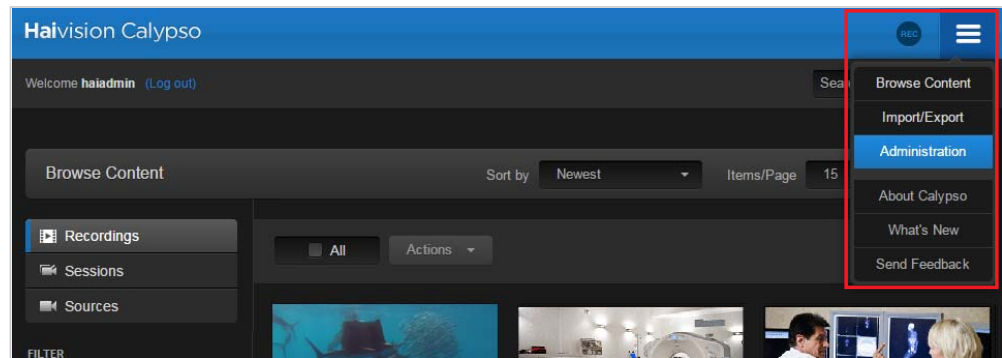 Haivision Calypso
REC
Welcome haiadmin (Log out)
Sea
Browse Content
Import/Export
Administration
About Calypso
What's New
Send Feedback
Browse Content
Sort by Newest
Items/Page 15
Recordings
Sessions
Sources
All
Actions
FILTER